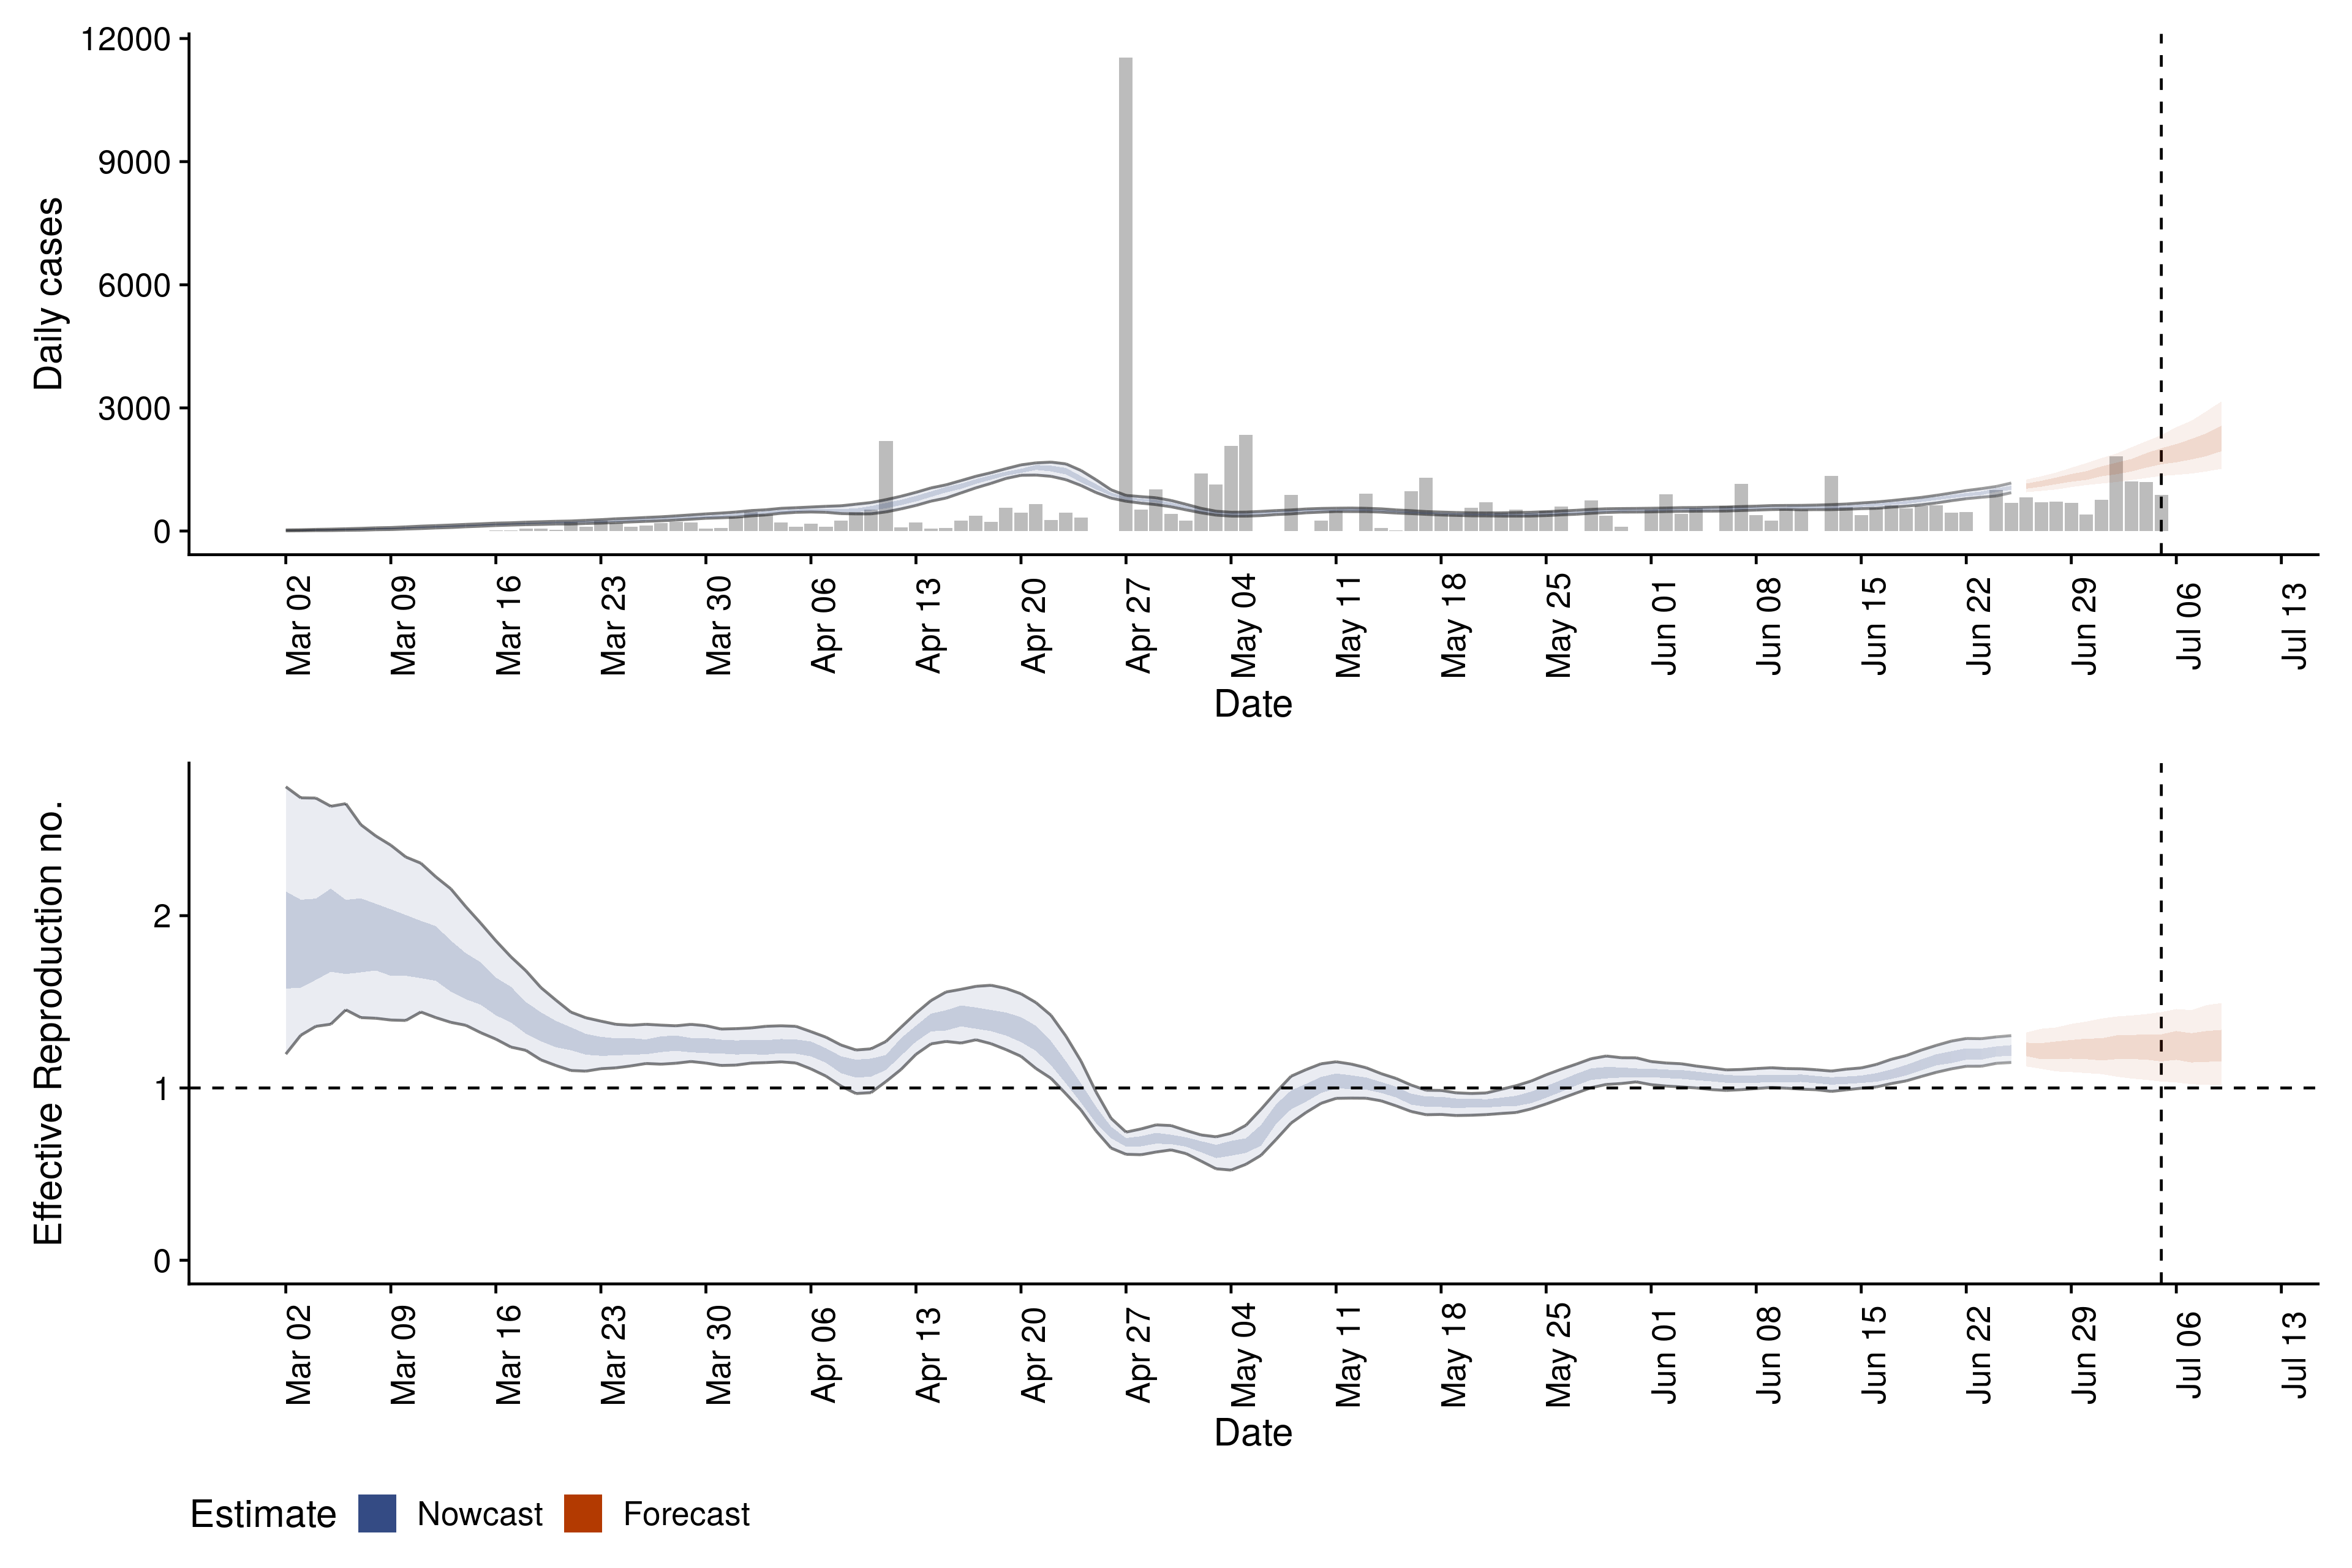 Daily cases
12000
9000
6000
3000
0
Mar 02
Mar 09
Mar 16
Mar 23
Mar 30
Apr 06
Apr 13
Apr 20
Apr 27
May 04
May 11
May 18
May 25
Jun 01
Jun 08
Jun 15
Jun 22
Jun 29
Jul 06
Jul 13
Date
Effective Reproduction no.
2
1
0
Mar 02
Mar 09
Mar 16
Mar 23
Mar 30
Apr 06
Apr 13
Apr 20
Apr 27
May 04
May 11
May 18
May 25
Jun 01
Jun 08
Jun 15
Jun 22
Jun 29
Jul 06
Jul 13
Date
Estimate Nowcast Forecast